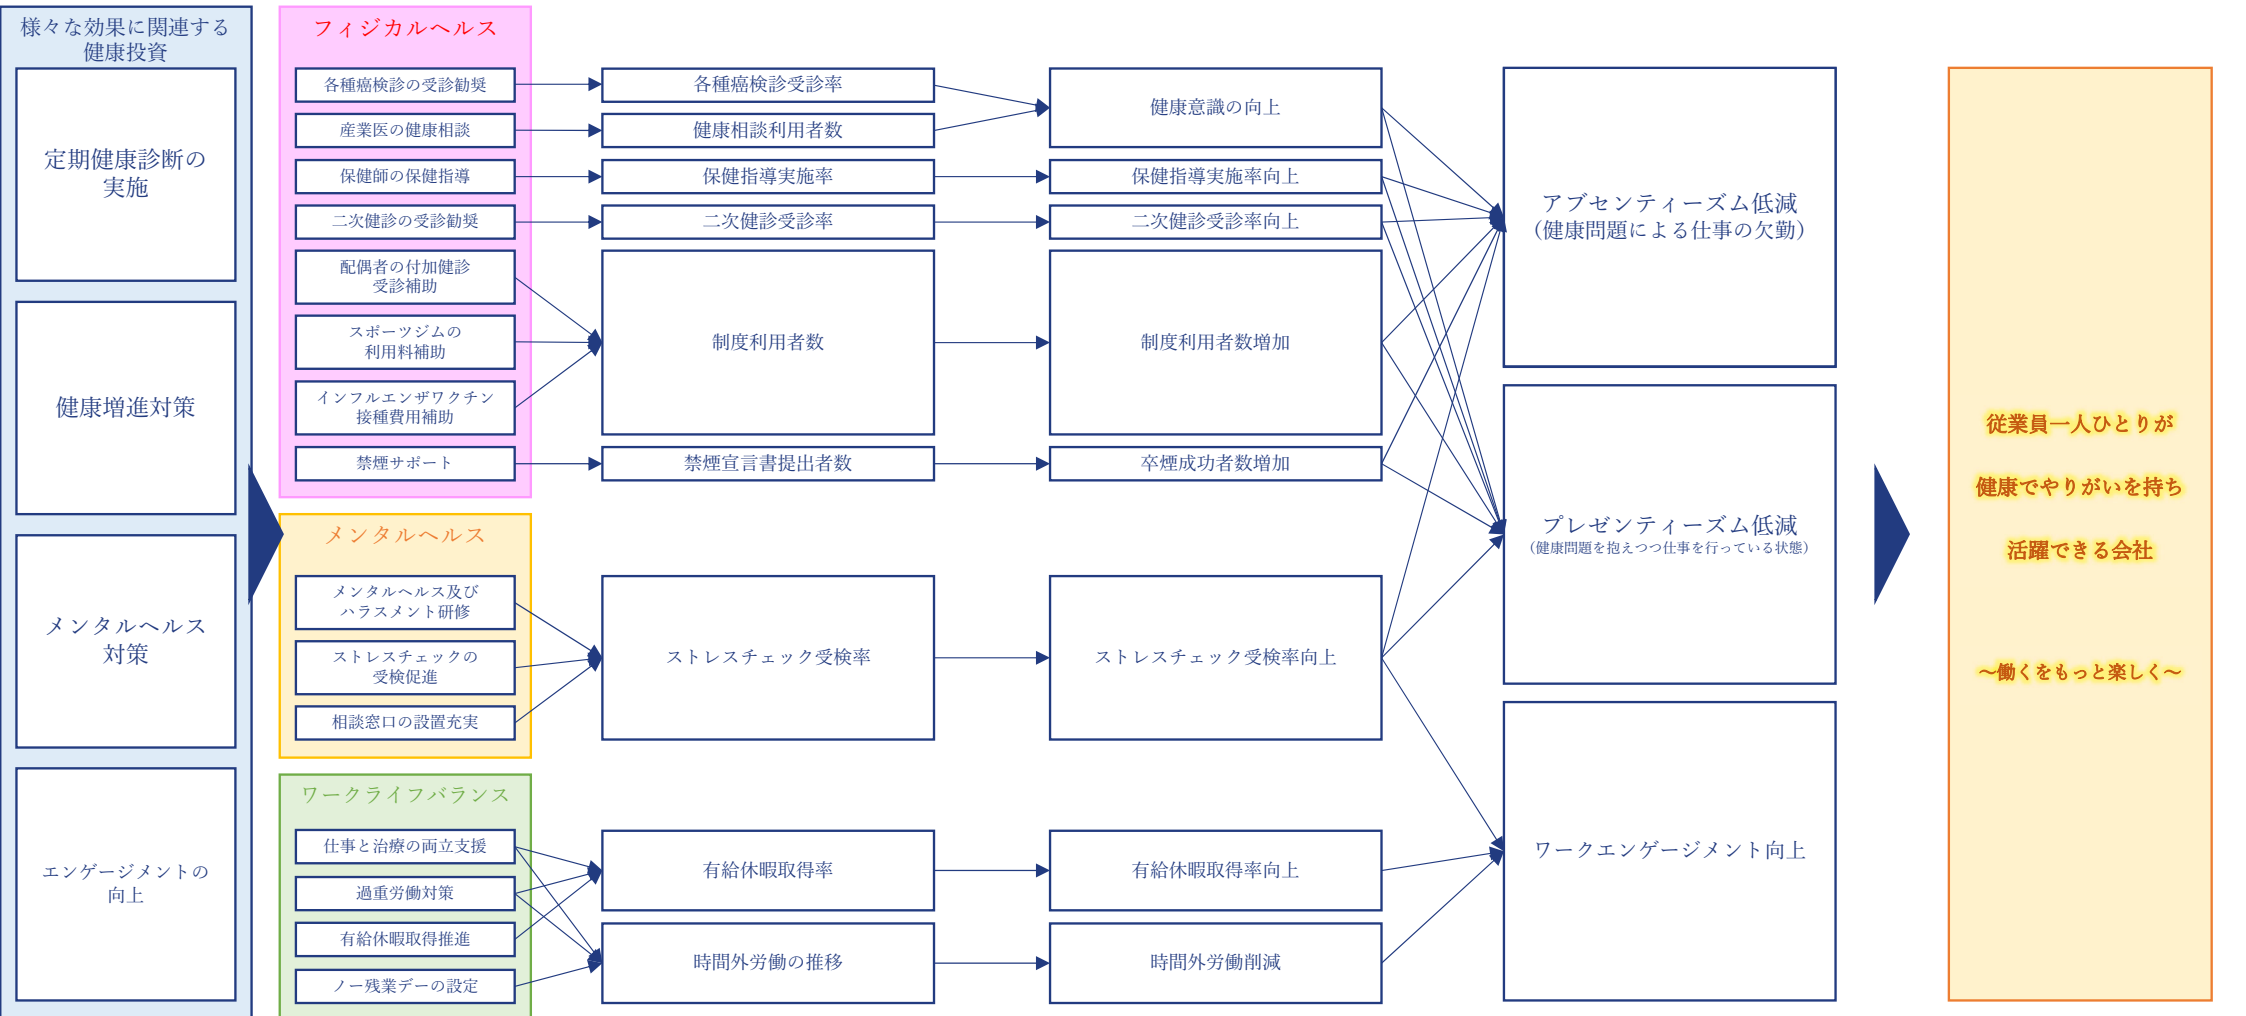 様々な効果に関連する
健康投資
定期健康診断の
実施
健康増進対策
メンタルヘルス
対策
エンゲージメントの
向上
フィジカルヘルス
各種癌検診の受診勧奨
産業医の健康相談
保健師の保健指導
二次健診の受診勧奨
配偶者の付加健診
受診補助
スポーツジムの
利用料補助
インフルエンザワクチン
接種費用補助
禁煙サポート
メンタルヘルス
メンタルヘルス及び
ハラスメント研修
ストレスチェックの
受検促進
相談窓口の設置充実
ワークライフバランス
仕事と治療の両立支援
過重労働対策
有給休暇取得推進
ノー残業デーの設定
各種癌検診受診率
健康相談利用者数
保健指導実施率
二次健診受診率
制度利用者数
禁煙宣言書提出者数
ストレスチェック受検率
有給休暇取得率
時間外労働の推移
健康意識の向上
保健指導実施率向上
二次健診受診率向上
制度利用者数増加
卒煙成功者数増加
ストレスチェック受検率向上
有給休暇取得率向上
時間外労働削減
アブセンティーズム低減
（健康問題による仕事の欠勤）
プレゼンティーズム低減
（健康問題を抱えつつ仕事を行っている状態）
ワークエンゲージメント向上
従業員一人ひとりが
健康でやりがいを持ち
活躍できる会社
～働くをもっと楽しく～